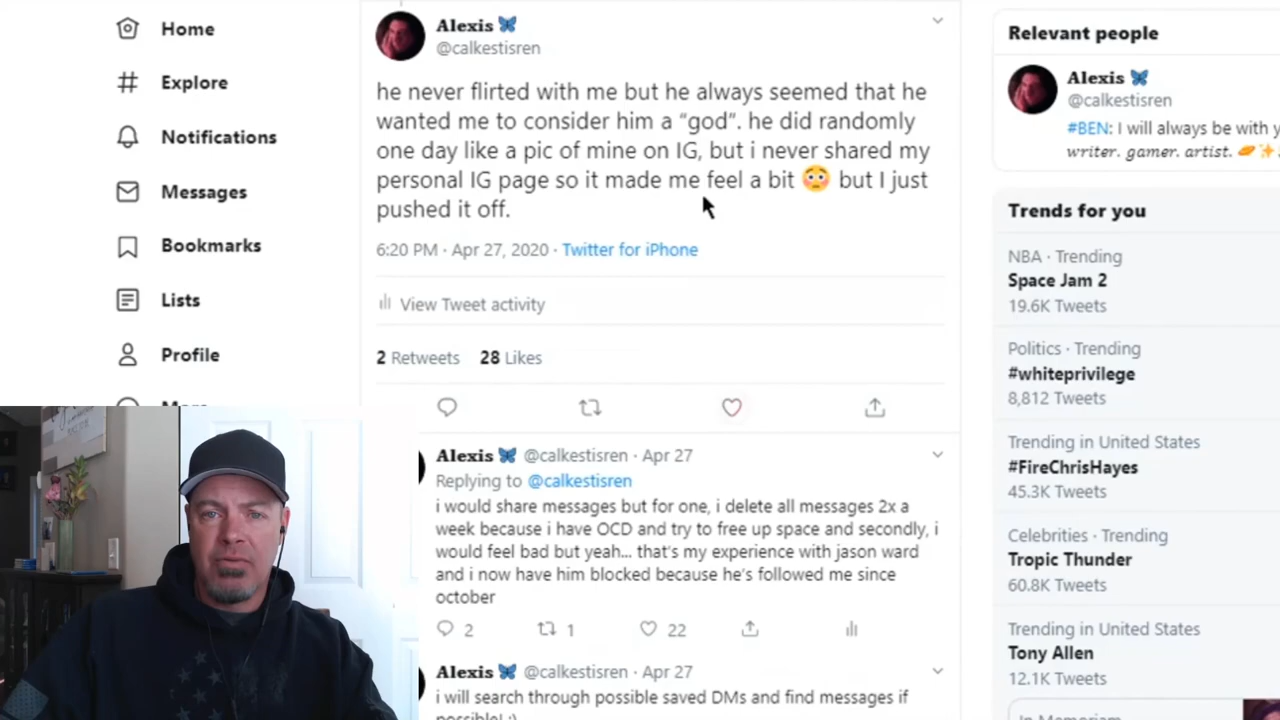 Home
Explore
Notifications
Messages
Bookmarks
Lists
Profile
Alexis
@calkestisren
he never flirted with me but he always seemed that he
wanted me to consider him a “god”. he did randomly
one day like a pic of mine on IG, but i never shared my
personal IG page so it made me feel a bit 😳 but I just
pushed it off.
6:20 PM · Apr 27, 2020 · Twitter for iPhone
View Tweet activity
2 Retweets 28 Likes
Alexis 🦋 @calkestisren · Apr 27
Replying to @calkestisren
i would share messages but for one, i delete all messages 2x a
week because i have OCD and try to free up space and secondly, i
would feel bad but yeah... that's my experience with jason ward
and i now have him blocked because he's followed me since
october
2 1 22
Alexis 🦋 @calkestisren · Apr 27
i will search through possible saved DMs and find messages if
possible! :)
Relevant people
Alexis 🦋
@calkestisren
#BEN: I will always be with y
writer. gamer. artist.
Trends for you
NBA · Trending
Space Jam 2
19.6K Tweets
Politics · Trending
#whiteprivilege
8,812 Tweets
Trending in United States
#FireChrisHayes
45.3K Tweets
Celebrities · Trending
Tropic Thunder
60.8K Tweets
Trending in United States
Tony Allen
12.1K Tweets
In Memoriam